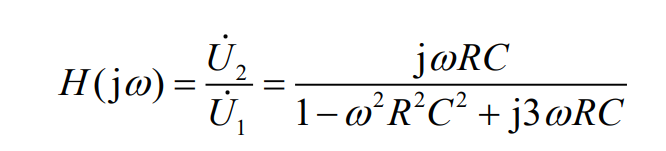 H(jω) = U̇₂/U̇₁ = jωRC/(1−ω²R²C² + j3ωRC)